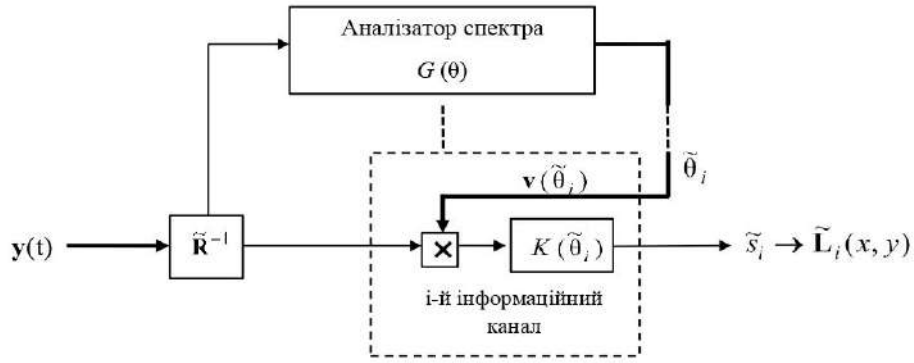 Аналізатор спектра
G (θ)
θ̃ i
v (θ̃ i)
y(t)
R̃⁻¹
×
K (θ̃ i)
s̃ i → L̃ i (x, y)
і-й інформаційний
канал